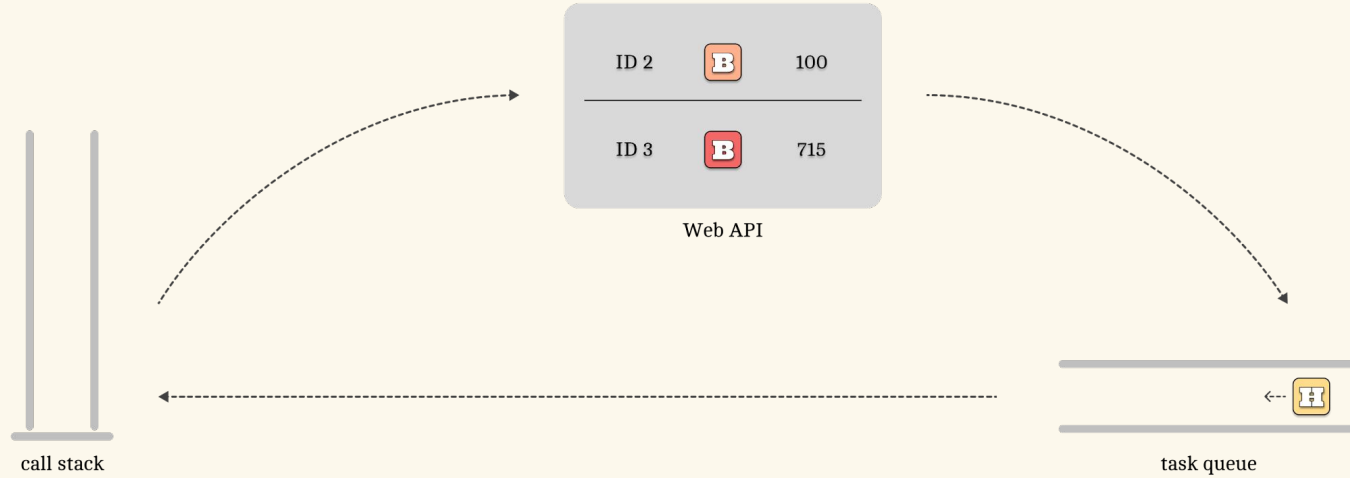 ID 2 B 100
ID 3 B 715
Web API
H
call stack
task queue